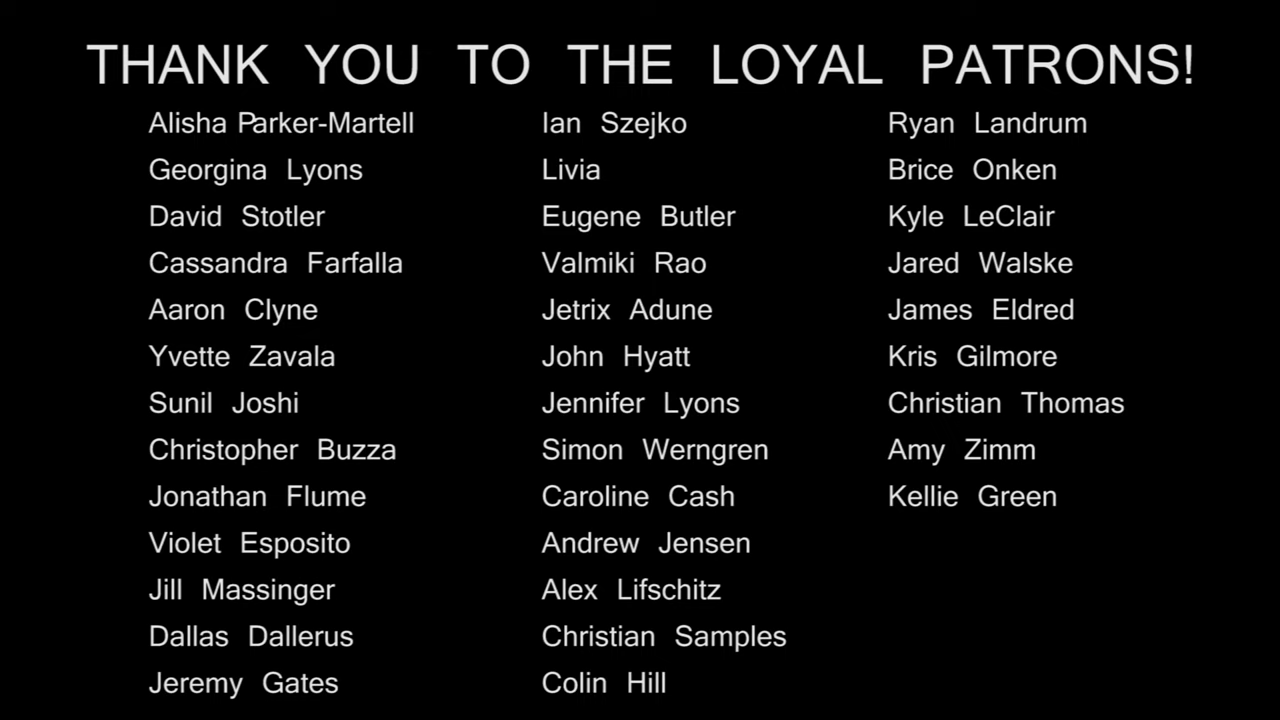 THANK YOU TO THE LOYAL PATRONS!
Alisha Parker-Martell
Georgina Lyons
David Stotler
Cassandra Farfalla
Aaron Clyne
Yvette Zavala
Sunil Joshi
Christopher Buzza
Jonathan Flume
Violet Esposito
Jill Massinger
Dallas Dallerus
Jeremy Gates
Ian Szejko
Livia
Eugene Butler
Valmiki Rao
Jetrix Adune
John Hyatt
Jennifer Lyons
Simon Werngren
Caroline Cash
Andrew Jensen
Alex Lifschitz
Christian Samples
Colin Hill
Ryan Landrum
Brice Onken
Kyle LeClair
Jared Walske
James Eldred
Kris Gilmore
Christian Thomas
Amy Zimm
Kellie Green